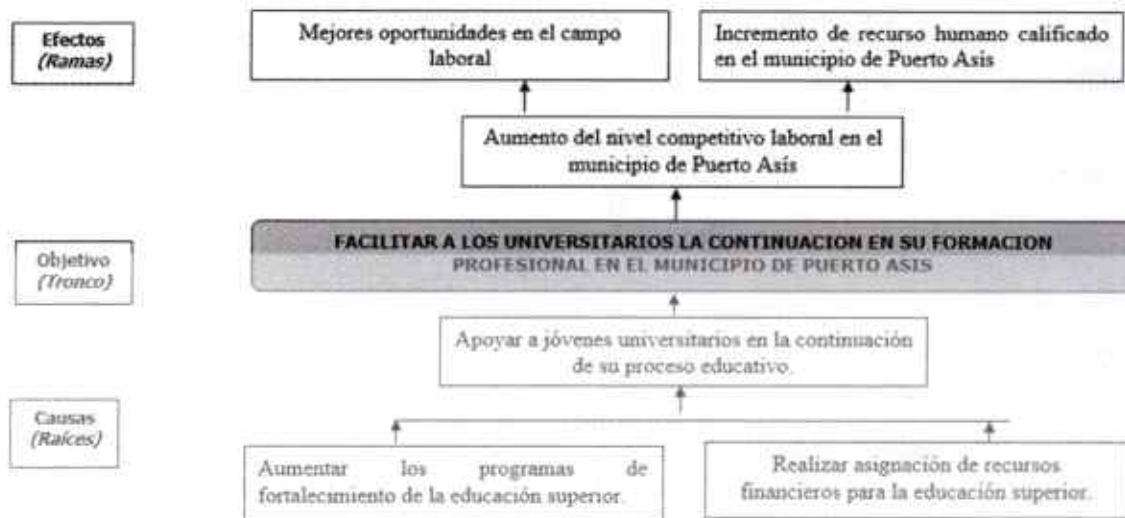 Efectos
(Ramas)
Mejores oportunidades en el campo
laboral
Incremento de recurso humano calificado
en el municipio de Puerto Asís
Aumento del nivel competitivo laboral en el
municipio de Puerto Asís
Objetivo
(Tronco)
FACILITAR A LOS UNIVERSITARIOS LA CONTINUACION EN SU FORMACION
PROFESIONAL EN EL MUNICIPIO DE PUERTO ASIS
Apoyar a jóvenes universitarios en la continuación
de su proceso educativo.
Causas
(Raíces)
Aumentar los programas de
fortalecimiento de la educación superior.
Realizar asignación de recursos
financieros para la educación superior.